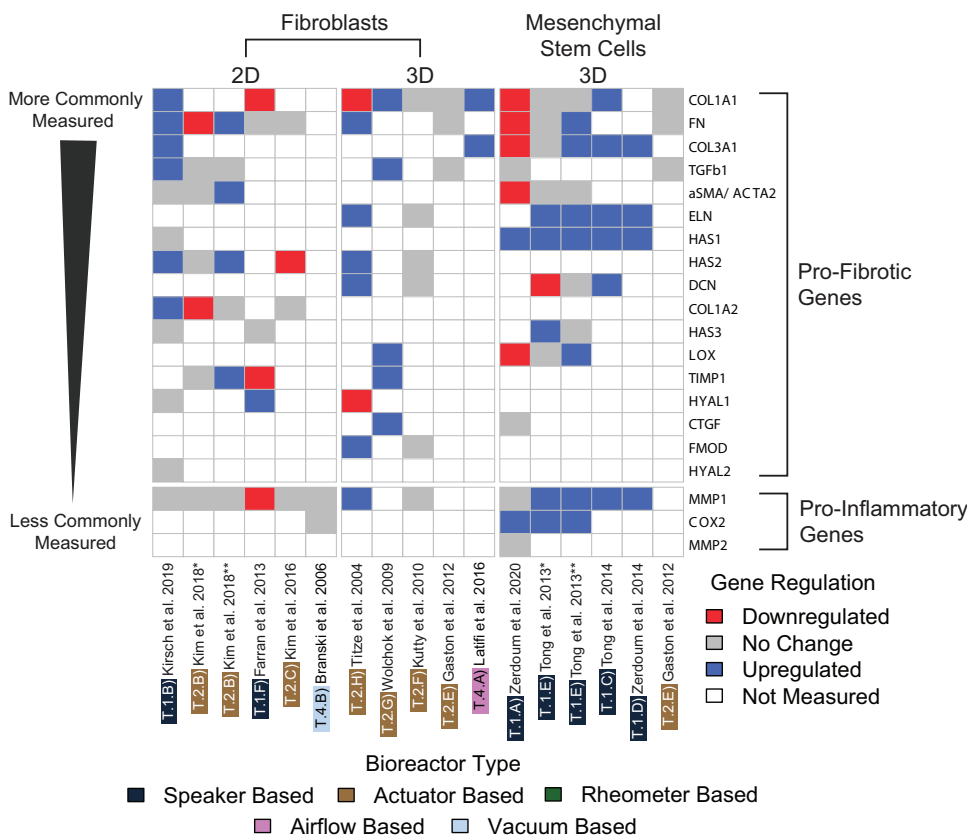 Fibroblasts
Mesenchymal
Stem Cells
2D
3D
3D
More Commonly
Measured
Less Commonly
Measured
COL1A1
FN
COL3A1
TGFb1
aSMA/ ACTA2
ELN
HAS1
HAS2
DCN
COL1A2
HAS3
LOX
TIMP1
HYAL1
CTGF
FMOD
HYAL2
MMP1
COX2
MMP2
Pro-Fibrotic
Genes
Pro-Inflammatory
Genes
T.1.B) Kirsch et al. 2019
T.2.B) Kim et al. 2018*
T.2.B) Kim et al. 2018**
T.1.F) Farran et al. 2013
T.2.C) Kim et al. 2016
T.4.B) Branski et al. 2006
T.2.H) Titze et al. 2004
T.2.G) Wolchok et al. 2009
T.2.F) Kutty et al. 2010
T.2.E) Gaston et al. 2012
T.4.A) Latifi et al. 2016
T.1.A) Zerdoum et al. 2020
T.1.E) Tong et al. 2013*
T.1.E) Tong et al. 2013**
T.1.C) Tong et al. 2014
T.1.D) Zerdoum et al. 2014
T.2.E) Gaston et al. 2012
Gene Regulation
Downregulated
No Change
Upregulated
Not Measured
Bioreactor Type
Speaker Based
Actuator Based
Rheometer Based
Airflow Based
Vacuum Based